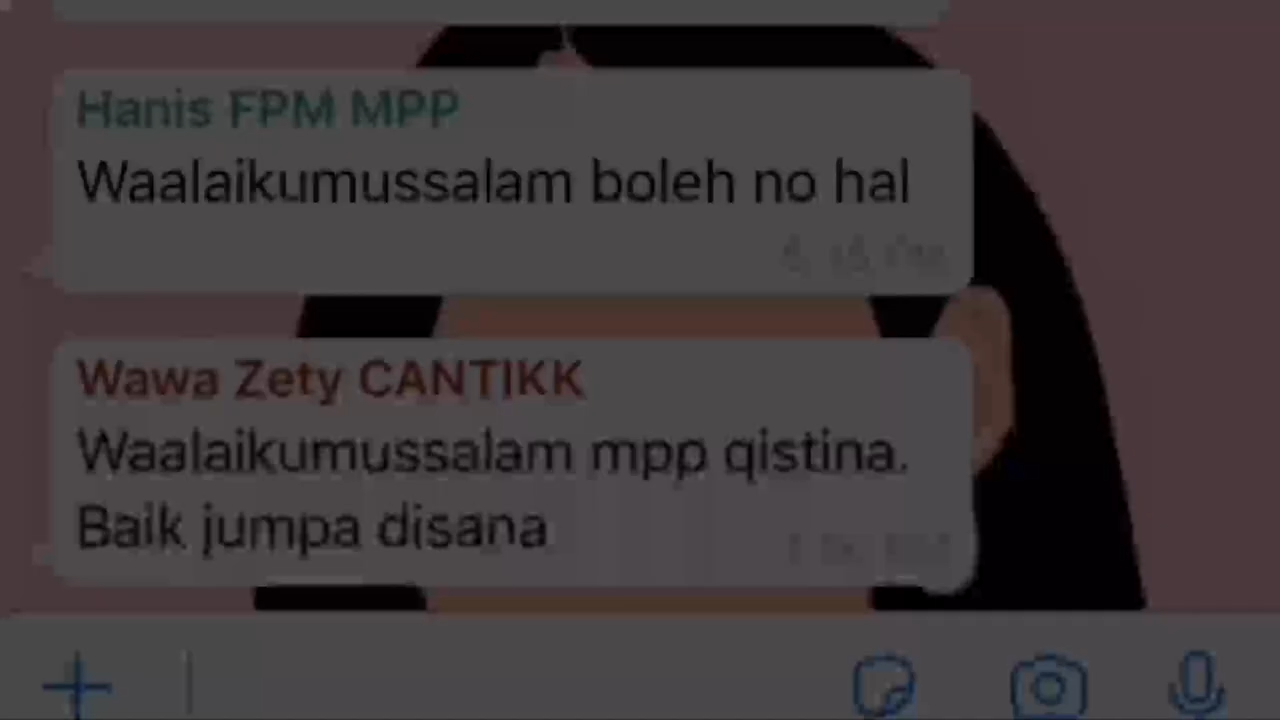 Hanis FPM MPP
Waalaikumussalam boleh no hal
Wawa Zety CANTIKK
Waalaikumussalam mpp qistina.
Baik jumpa disana